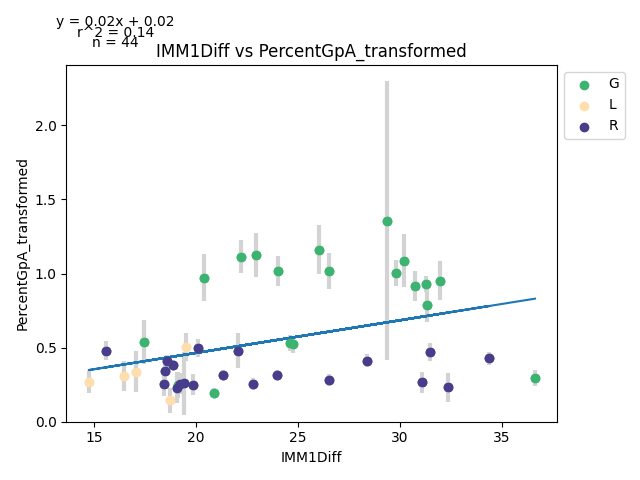 y = 0.02x + 0.02
r^2 = 0.14
n = 44
IMM1Diff vs PercentGpA_transformed
G
L
R
PercentGpA_transformed
2.0
1.5
1.0
0.5
0.0
15 20 25 30 35
IMM1Diff